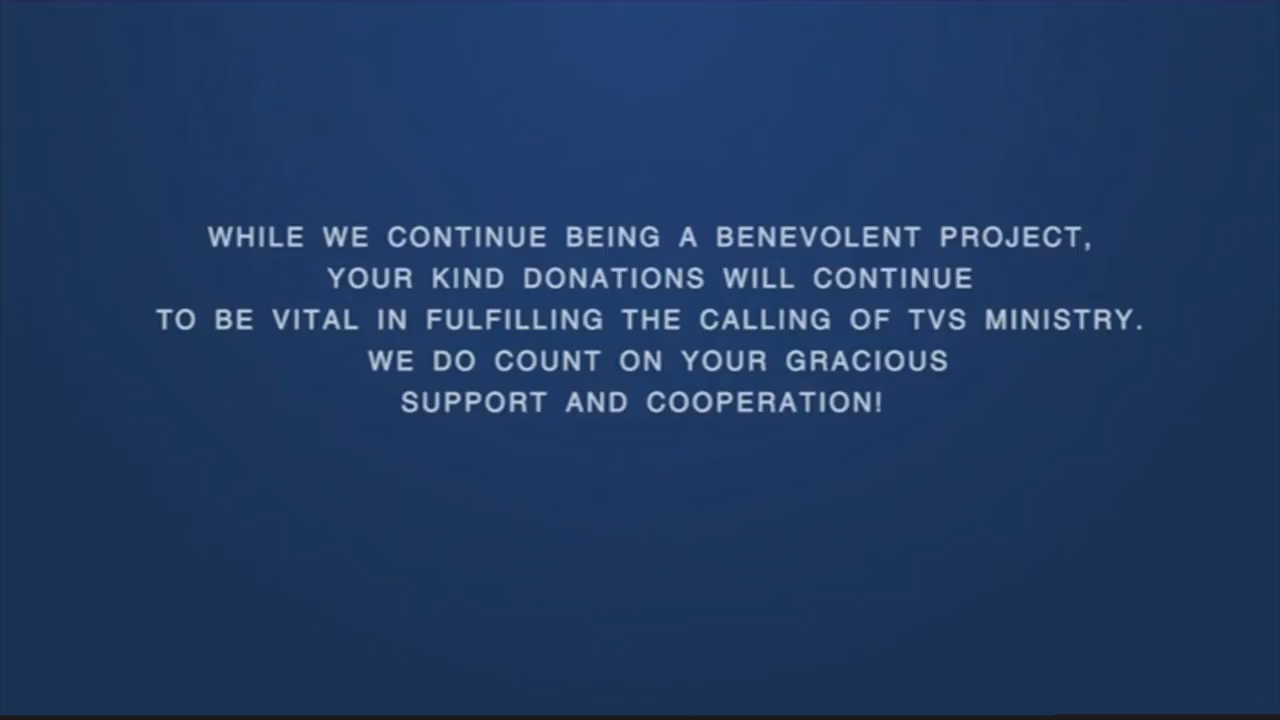 WHILE WE CONTINUE BEING A BENEVOLENT PROJECT,
YOUR KIND DONATIONS WILL CONTINUE
TO BE VITAL IN FULFILLING THE CALLING OF TVS MINISTRY.
WE DO COUNT ON YOUR GRACIOUS
SUPPORT AND COOPERATION!